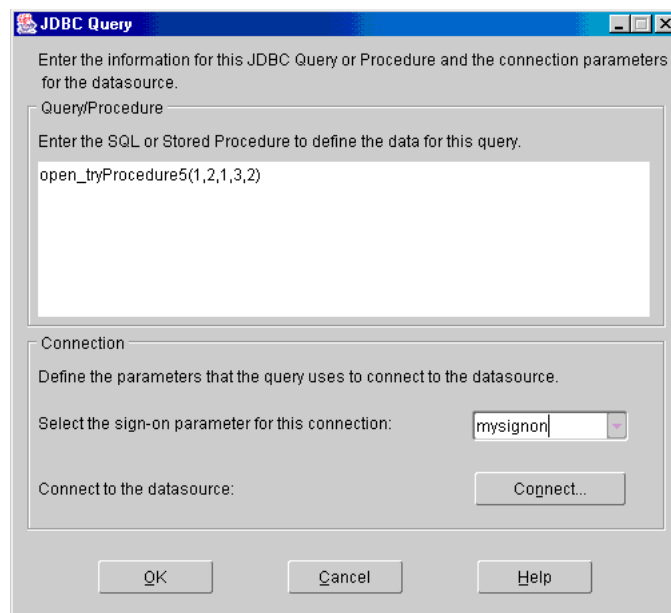 JDBC Query
Enter the information for this JDBC Query or Procedure and the connection parameters
for the datasource.
Query/Procedure
Enter the SQL or Stored Procedure to define the data for this query.
open_tryProcedure5(1,2,1,3,2)
Connection
Define the parameters that the query uses to connect to the datasource.
Select the sign-on parameter for this connection:
mysignon
Connect to the datasource:
Connect...
OK Cancel Help